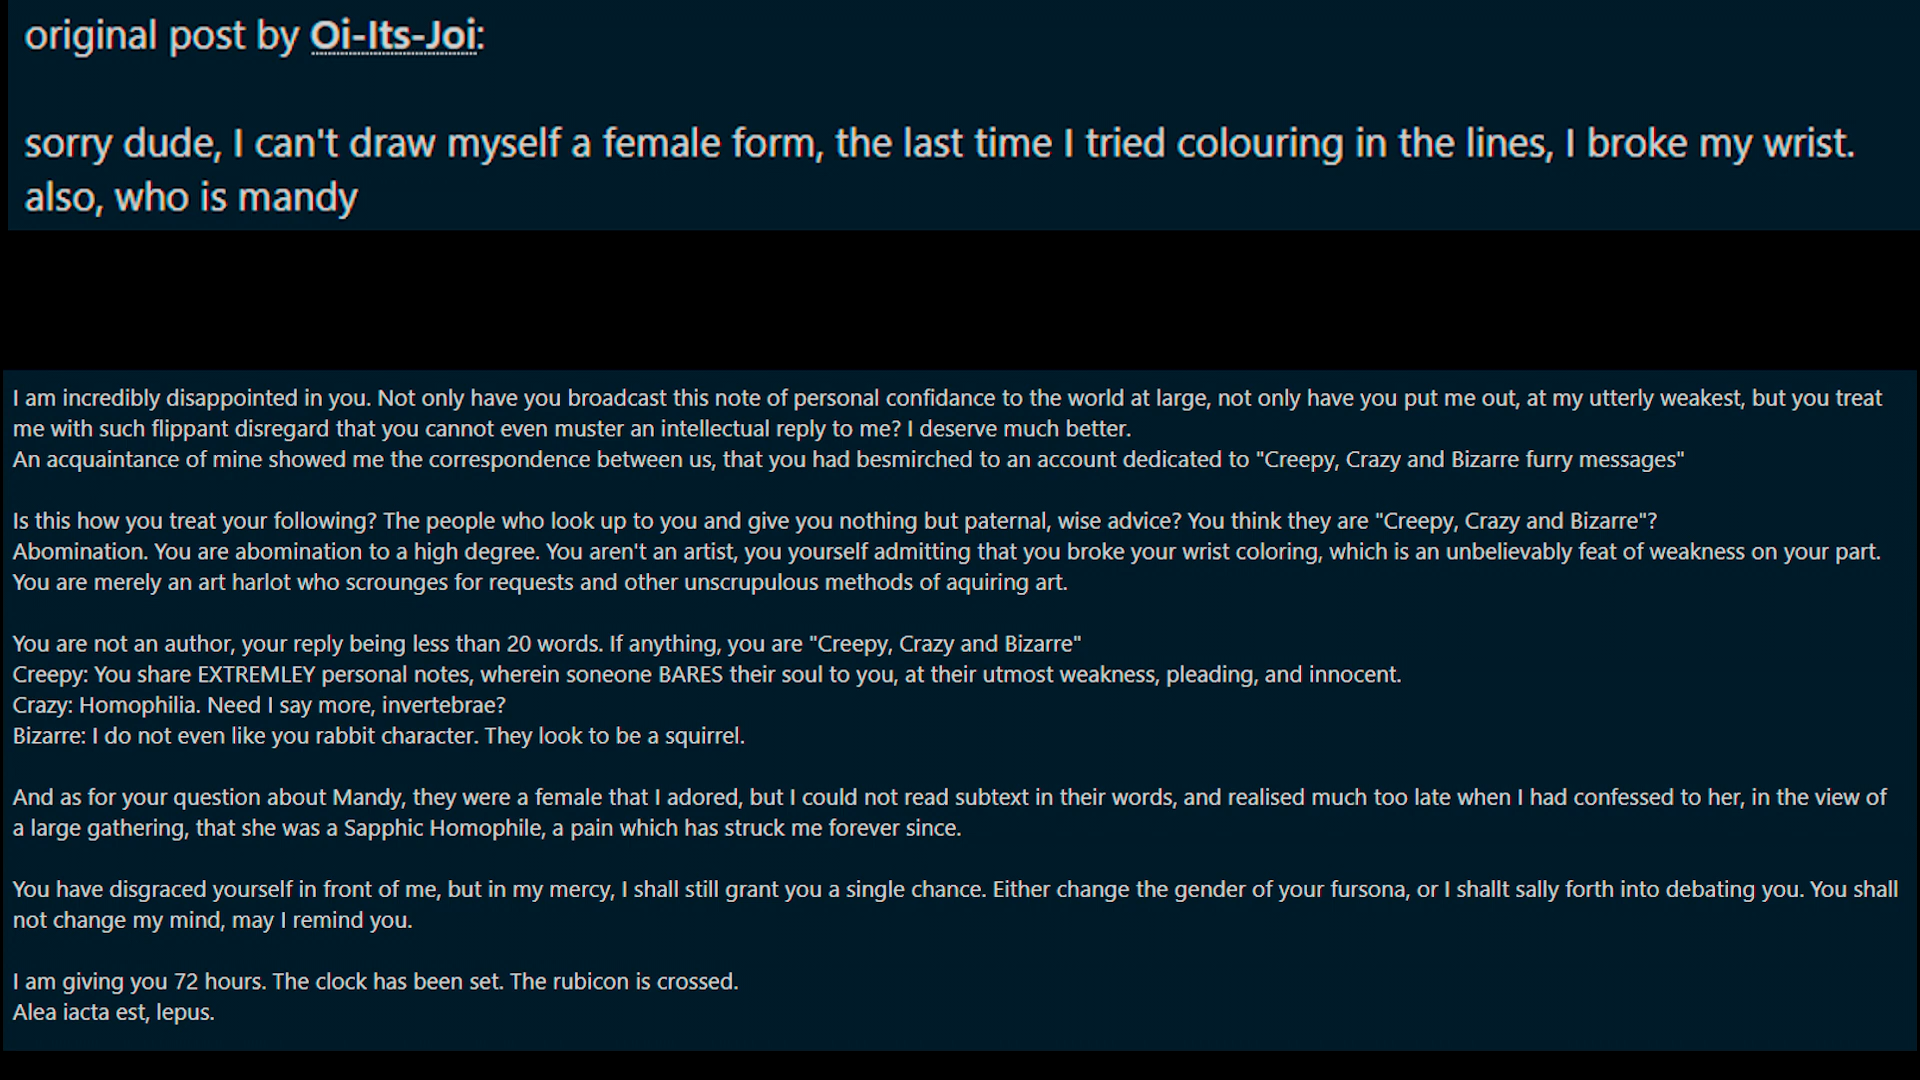 original post by Oi-Its-Joi:
sorry dude, I can't draw myself a female form, the last time I tried colouring in the lines, I broke my wrist.
also, who is mandy
I am incredibly disappointed in you. Not only have you broadcast this note of personal confidance to the world at large, not only have you put me out, at my utterly weakest, but you treat
me with such flippant disregard that you cannot even muster an intellectual reply to me? I deserve much better.
An acquaintance of mine showed me the correspondence between us, that you had besmirched to an account dedicated to "Creepy, Crazy and Bizarre furry messages"
Is this how you treat your following? The people who look up to you and give you nothing but paternal, wise advice? You think they are "Creepy, Crazy and Bizarre"?
Abomination. You are abomination to a high degree. You aren't an artist, you yourself admitting that you broke your wrist coloring, which is an unbelievably feat of weakness on your part.
You are merely an art harlot who scrounges for requests and other unscrupulous methods of aquiring art.
You are not an author, your reply being less than 20 words. If anything, you are "Creepy, Crazy and Bizarre"
Creepy: You share EXTREMLEY personal notes, wherein soneone BARES their soul to you, at their utmost weakness, pleading, and innocent.
Crazy: Homophilia. Need I say more, invertebrae?
Bizarre: I do not even like you rabbit character. They look to be a squirrel.
And as for your question about Mandy, they were a female that I adored, but I could not read subtext in their words, and realised much too late when I had confessed to her, in the view of
a large gathering, that she was a Sapphic Homophile, a pain which has struck me forever since.
You have disgraced yourself in front of me, but in my mercy, I shall still grant you a single chance. Either change the gender of your fursona, or I shallt sally forth into debating you. You shall
not change my mind, may I remind you.
I am giving you 72 hours. The clock has been set. The rubicon is crossed.
Alea iacta est, lepus.